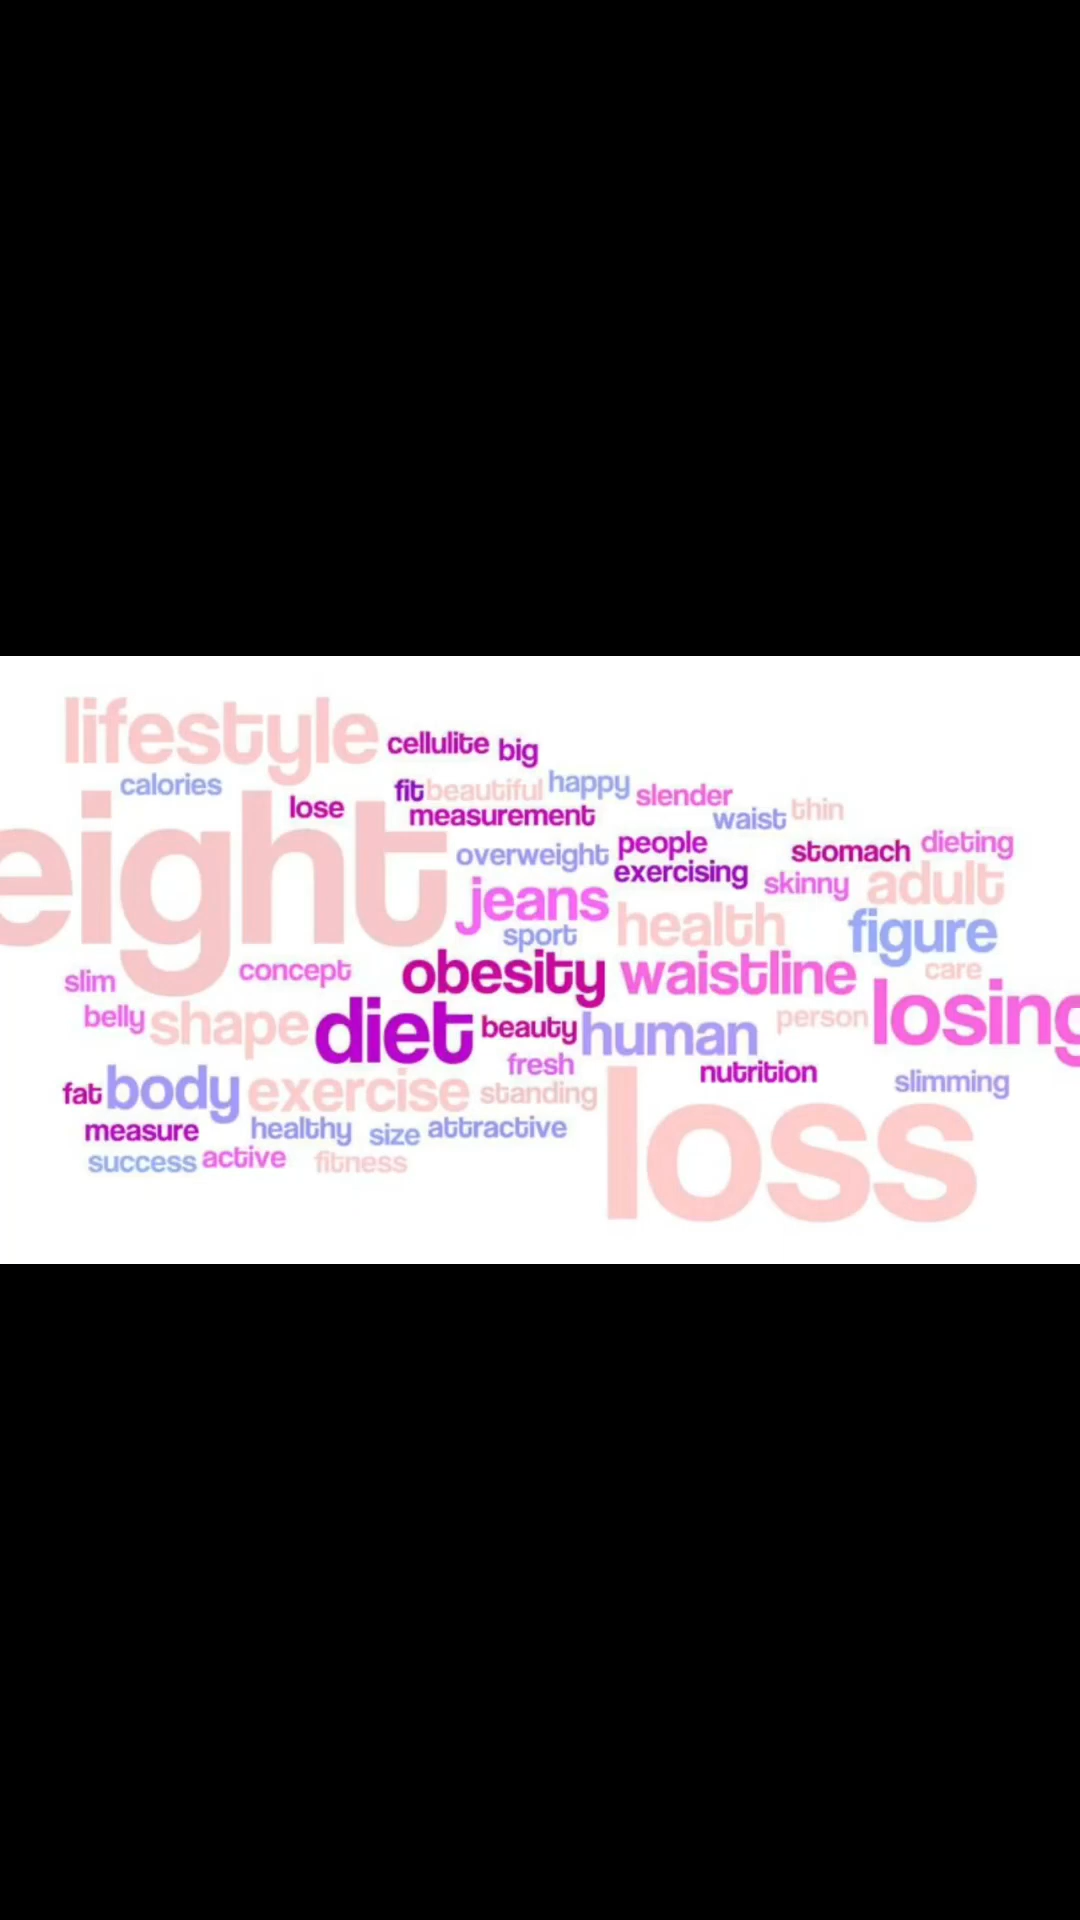 lifestyle cellulite big
calories fit beautiful happy slender
lose measurement waist thin
eight overweight people stomach dieting
exercising skinny adult
jeans health figure
sport
slim concept obesity waistline care
belly shape diet beauty human person losing
fresh nutrition slimming
fat body exercise standing loss
measure healthy size attractive
success active fitness